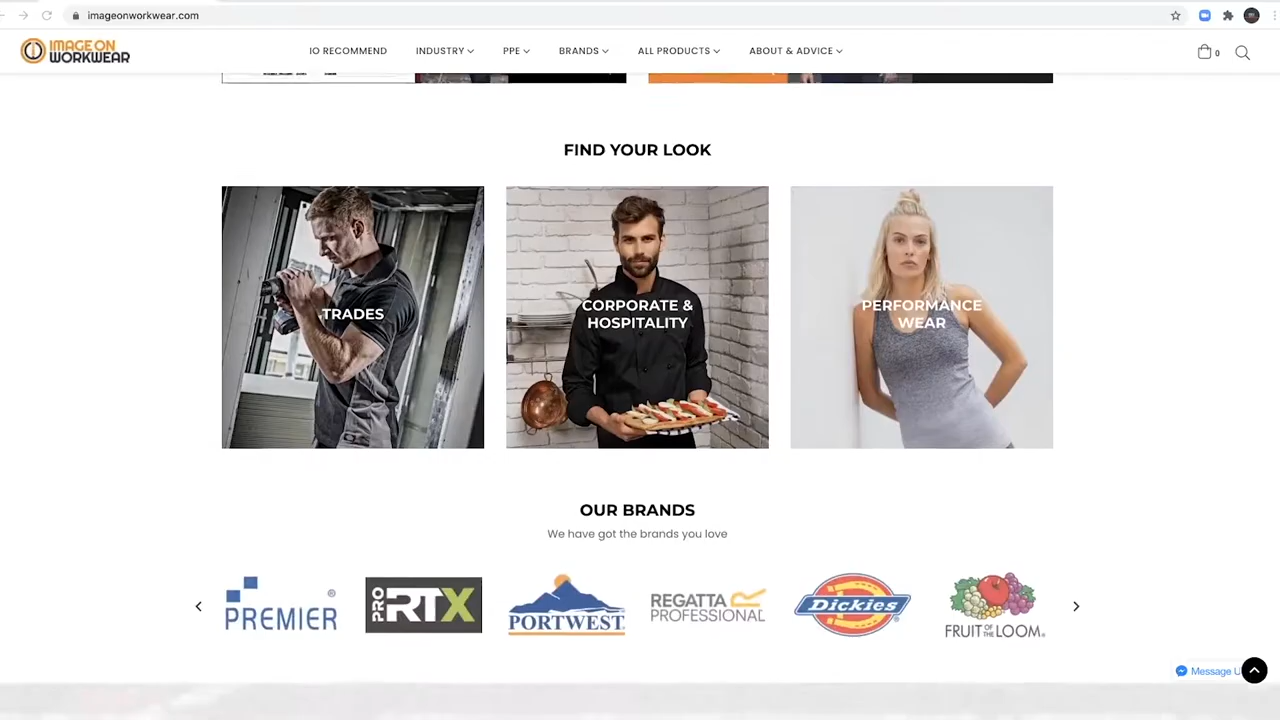 imageonworkwear.com
IMAGE ON
WORKWEAR
IO RECOMMEND
INDUSTRY
PPE
BRANDS
ALL PRODUCTS
ABOUT & ADVICE
0
FIND YOUR LOOK
TRADES
CORPORATE &
HOSPITALITY
PERFORMANCE
WEAR
OUR BRANDS
We have got the brands you love
PREMIER ®
PRO RTX
PORTWEST
REGATTA
PROFESSIONAL
Dickies ®
FRUIT OF THE LOOM®
Message U